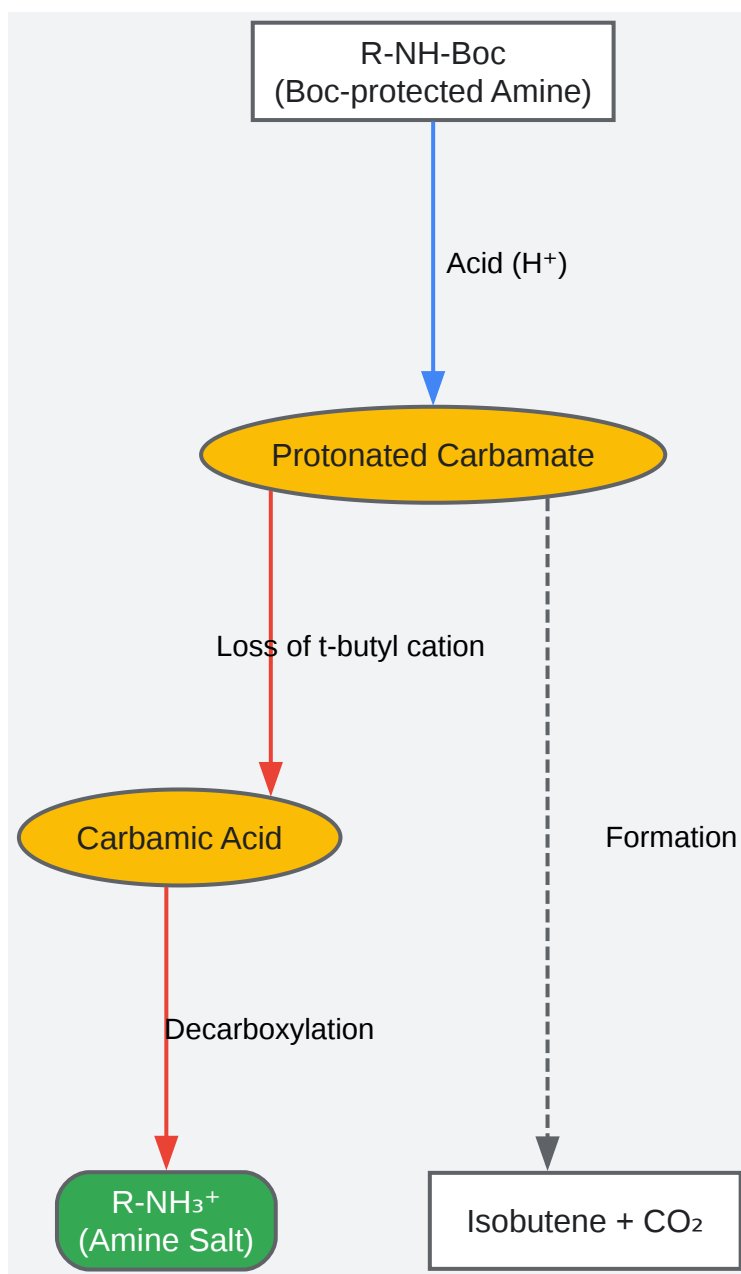 R-NH-Boc
(Boc-protected Amine)
Acid (H⁺)
Protonated Carbamate
Loss of t-butyl cation
Carbamic Acid
Formation
Decarboxylation
R-NH₃⁺
(Amine Salt)
Isobutene + CO₂